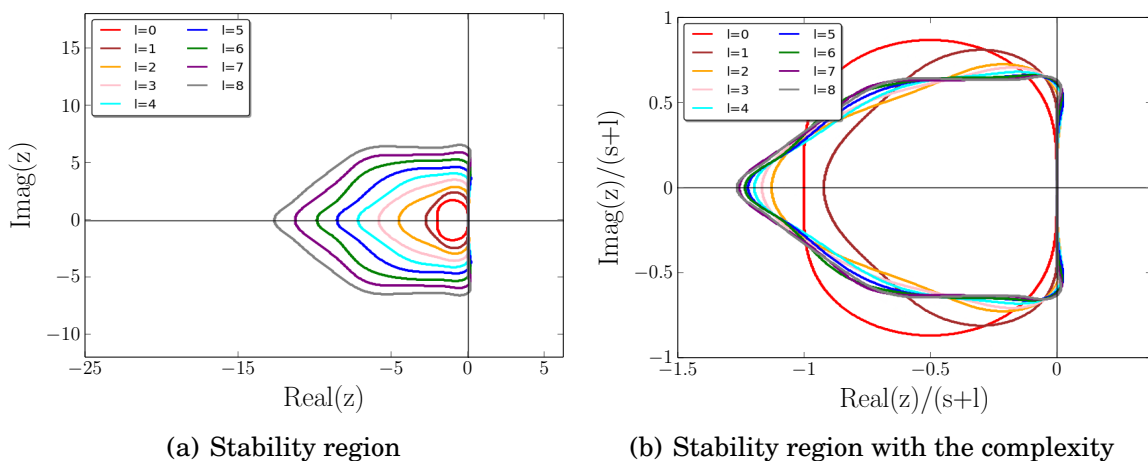 l=0
l=1
l=2
l=3
l=4
l=5
l=6
l=7
l=8
15
10
5
0
−5
−10
Imag(z)
-25
-15
-5
0
5
Real(z)
(a) Stability region
l=0
l=1
l=2
l=3
l=4
l=5
l=6
l=7
l=8
1
0.5
0
−0.5
−1
Imag(z)/(s+l)
−1.5
−1
−0.5
0
Real(z)/(s+l)
(b) Stability region with the complexity